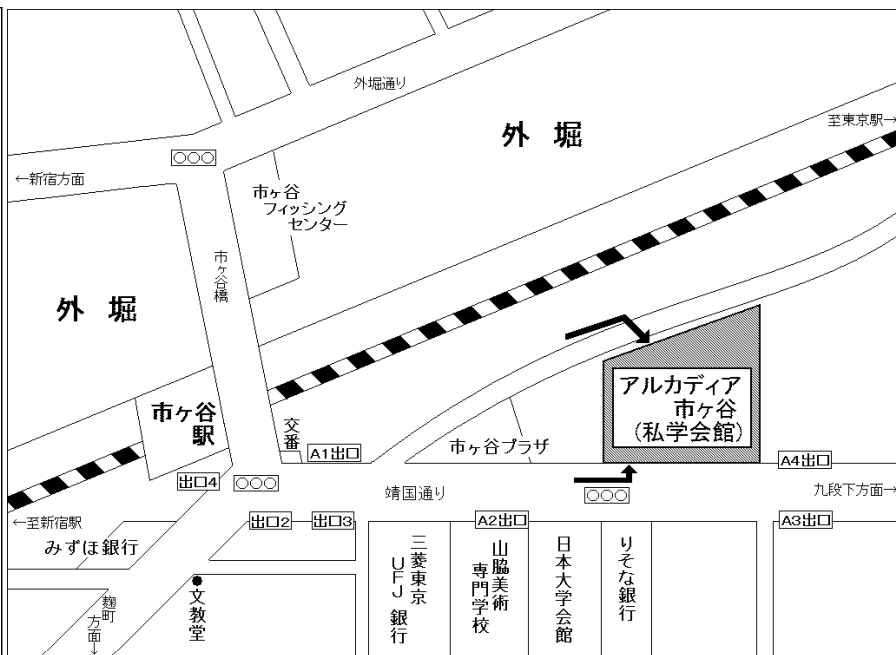 外堀通り
外 堀
至東京駅→
←新宿方面
市ヶ谷
フィッシング
センター
市ヶ谷橋
外 堀
アルカディア
市ヶ谷
(私学会館)
市ヶ谷
駅
交番
A1出口
市ヶ谷プラザ
A4出口
出口4
靖国通り
九段下方面→
←至新宿駅
出口2
出口3
A2出口
A3出口
みずほ銀行
三菱東京
UFJ 銀行
山脇美術
専門学校
日本大学会館
りそな銀行
文教堂
麹町
方面→